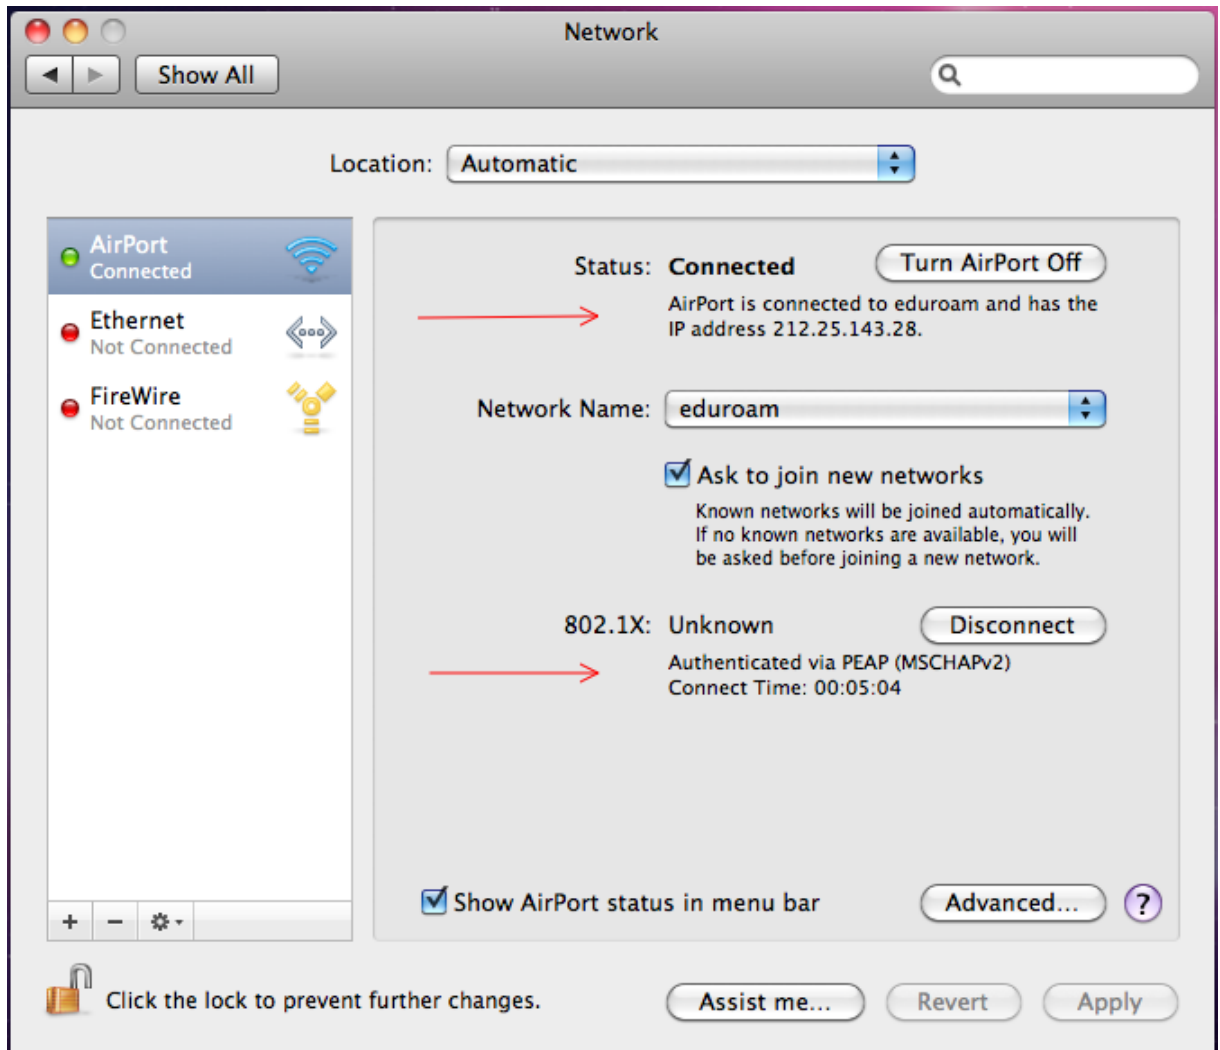 Network
Show All
Location: Automatic
AirPort
Connected
Ethernet
Not Connected
FireWire
Not Connected
Status: Connected
Turn AirPort Off
AirPort is connected to eduroam and has the
IP address 212.25.143.28.
Network Name: eduroam
Ask to join new networks
Known networks will be joined automatically.
If no known networks are available, you will
be asked before joining a new network.
802.1X: Unknown
Disconnect
Authenticated via PEAP (MSCHAPv2)
Connect Time: 00:05:04
Show AirPort status in menu bar
Advanced...
?
Click the lock to prevent further changes.
Assist me...
Revert
Apply